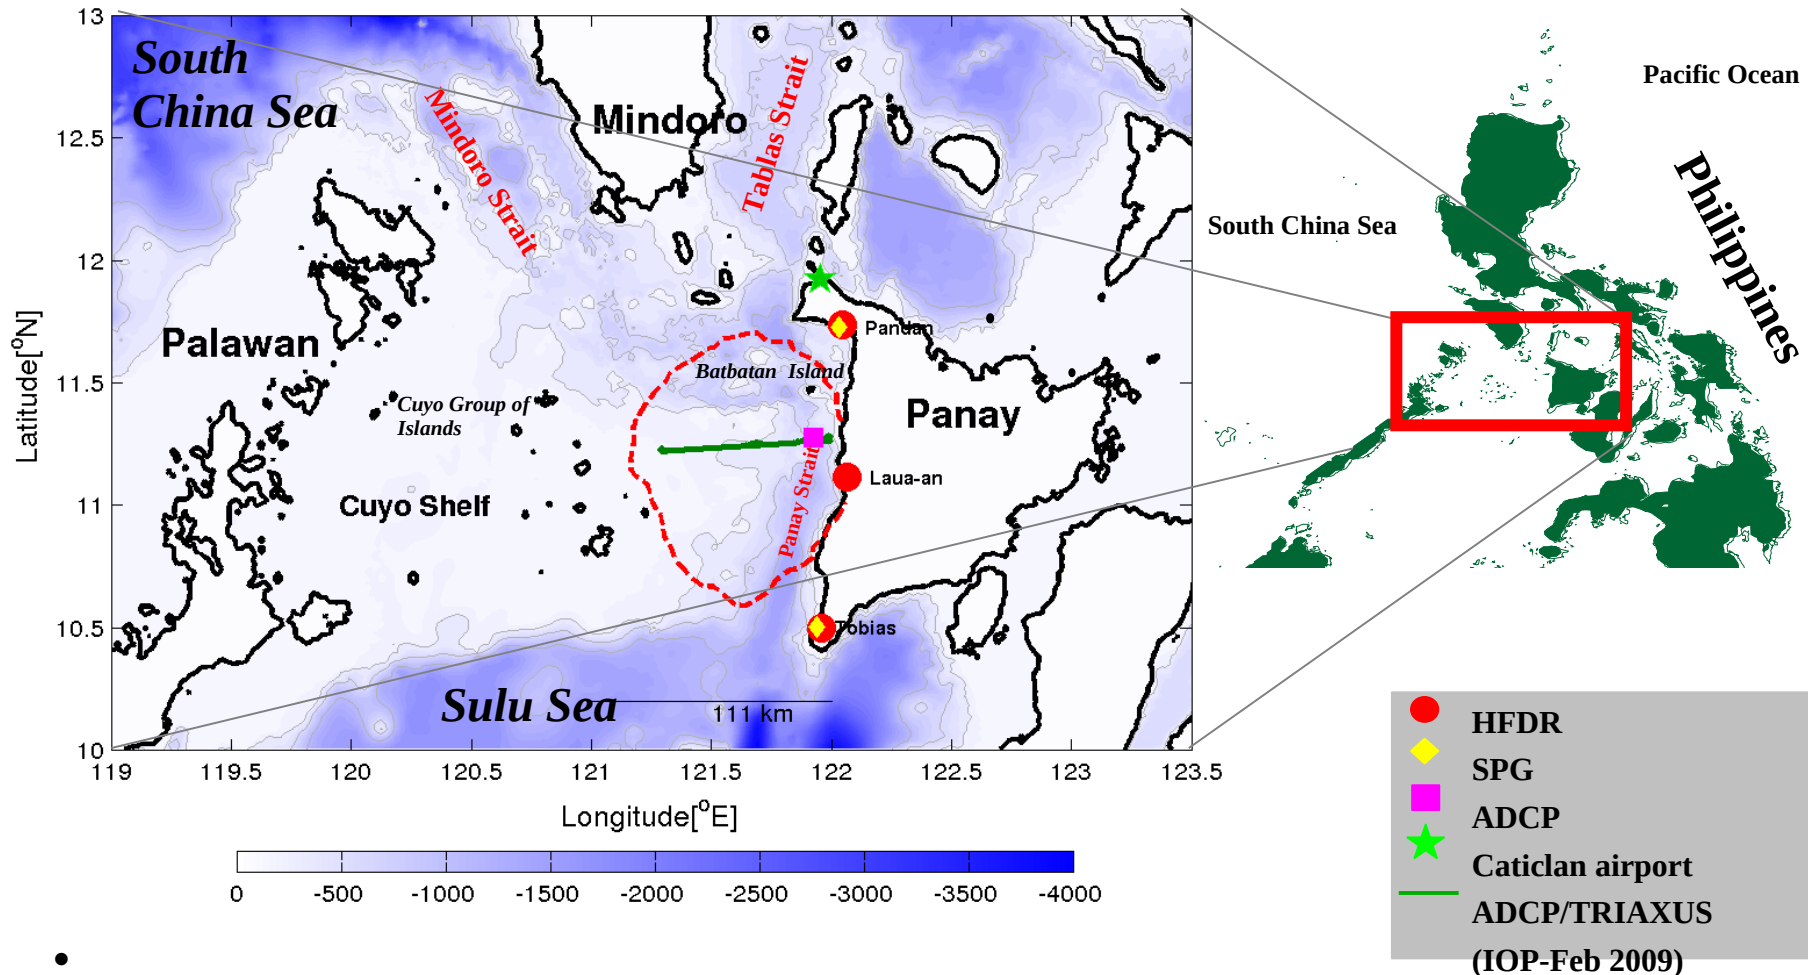 13
12.5
12
11.5
11
10.5
10
Latitude[°N]
119
119.5
120
120.5
121
121.5
122
122.5
123
123.5
Longitude[°E]
South
China Sea
Mindoro Strait
Mindoro
Tablas Strait
Palawan
Pandan
Batbatan Island
Cuyo Group of
Islands
Panay
Panay Strait
Laua-an
Cuyo Shelf
Tobias
Sulu Sea
111 km
0
-500
-1000
-1500
-2000
-2500
-3000
-3500
-4000
Pacific Ocean
South China Sea
Philippines
HFDR
SPG
ADCP
Caticlan airport
ADCP/TRIAXUS
(IOP-Feb 2009)